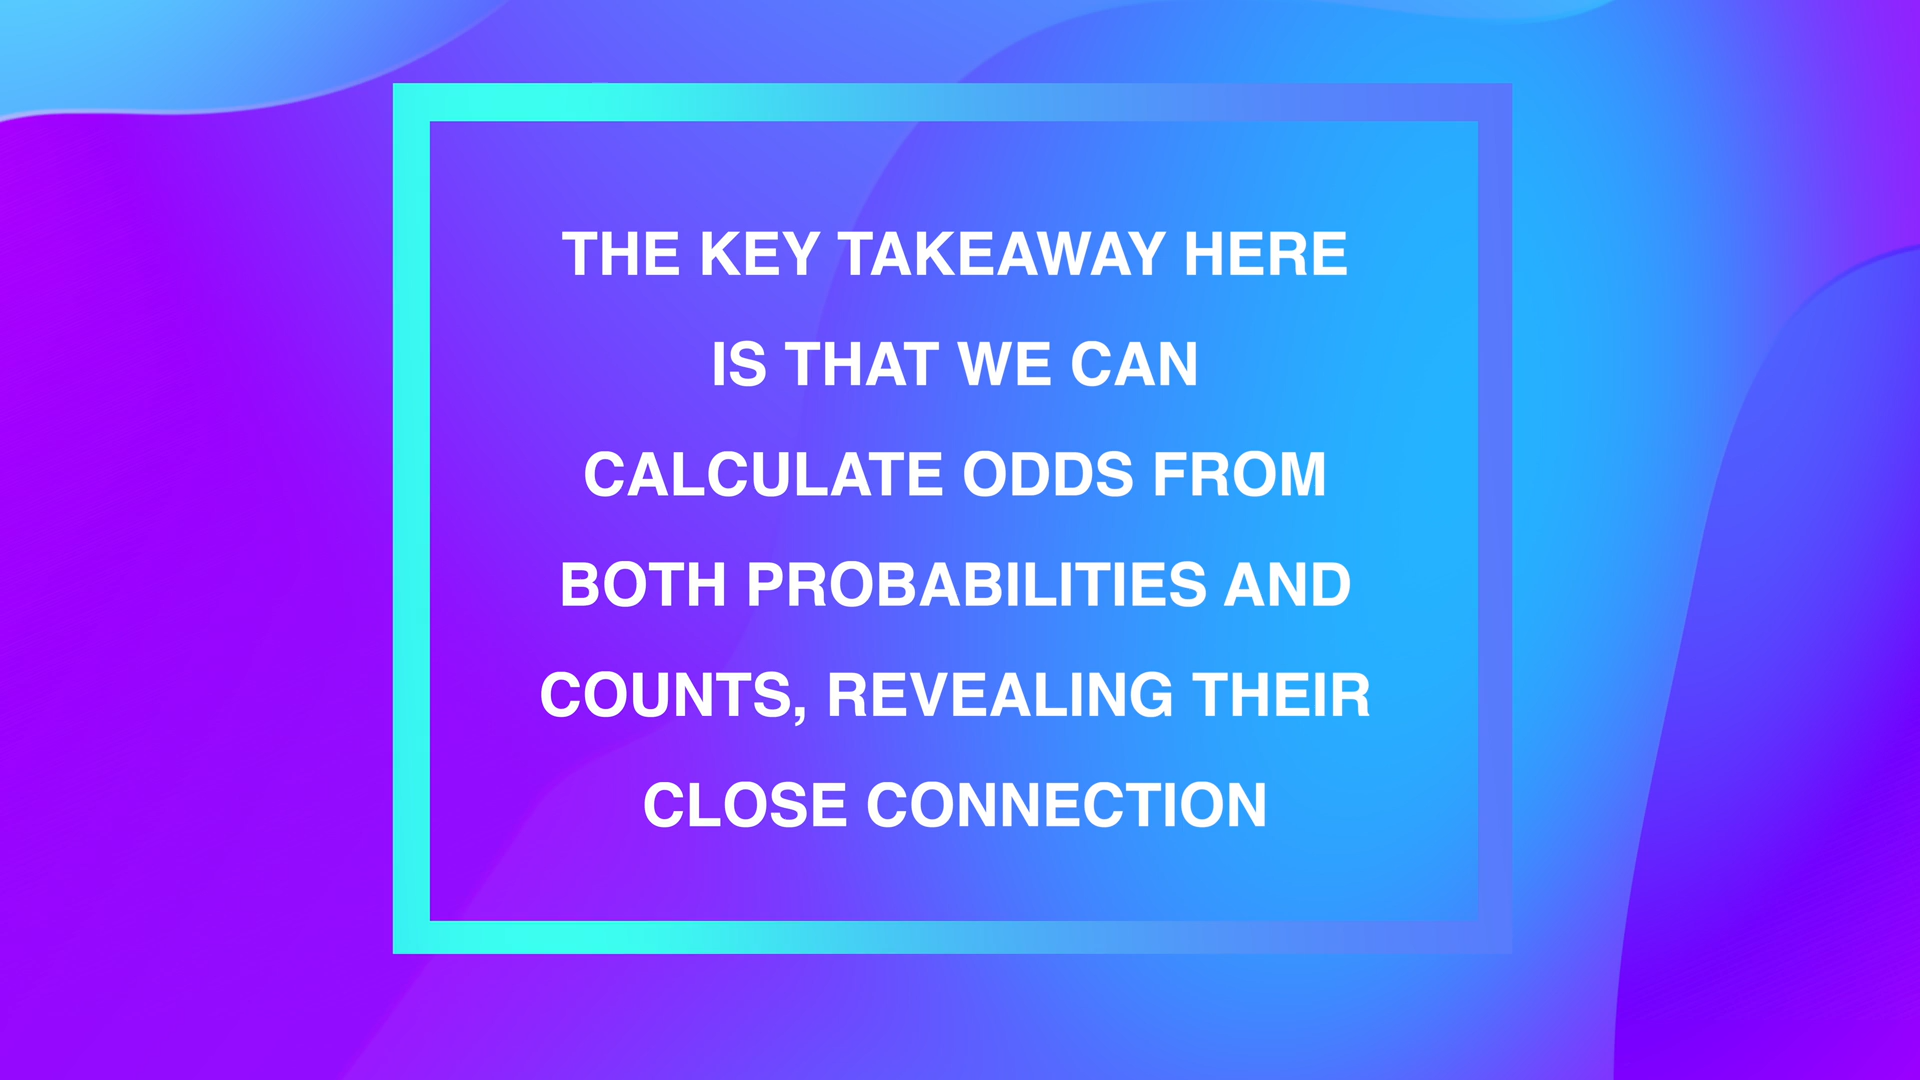 THE KEY TAKEAWAY HERE
IS THAT WE CAN
CALCULATE ODDS FROM
BOTH PROBABILITIES AND
COUNTS, REVEALING THEIR
CLOSE CONNECTION